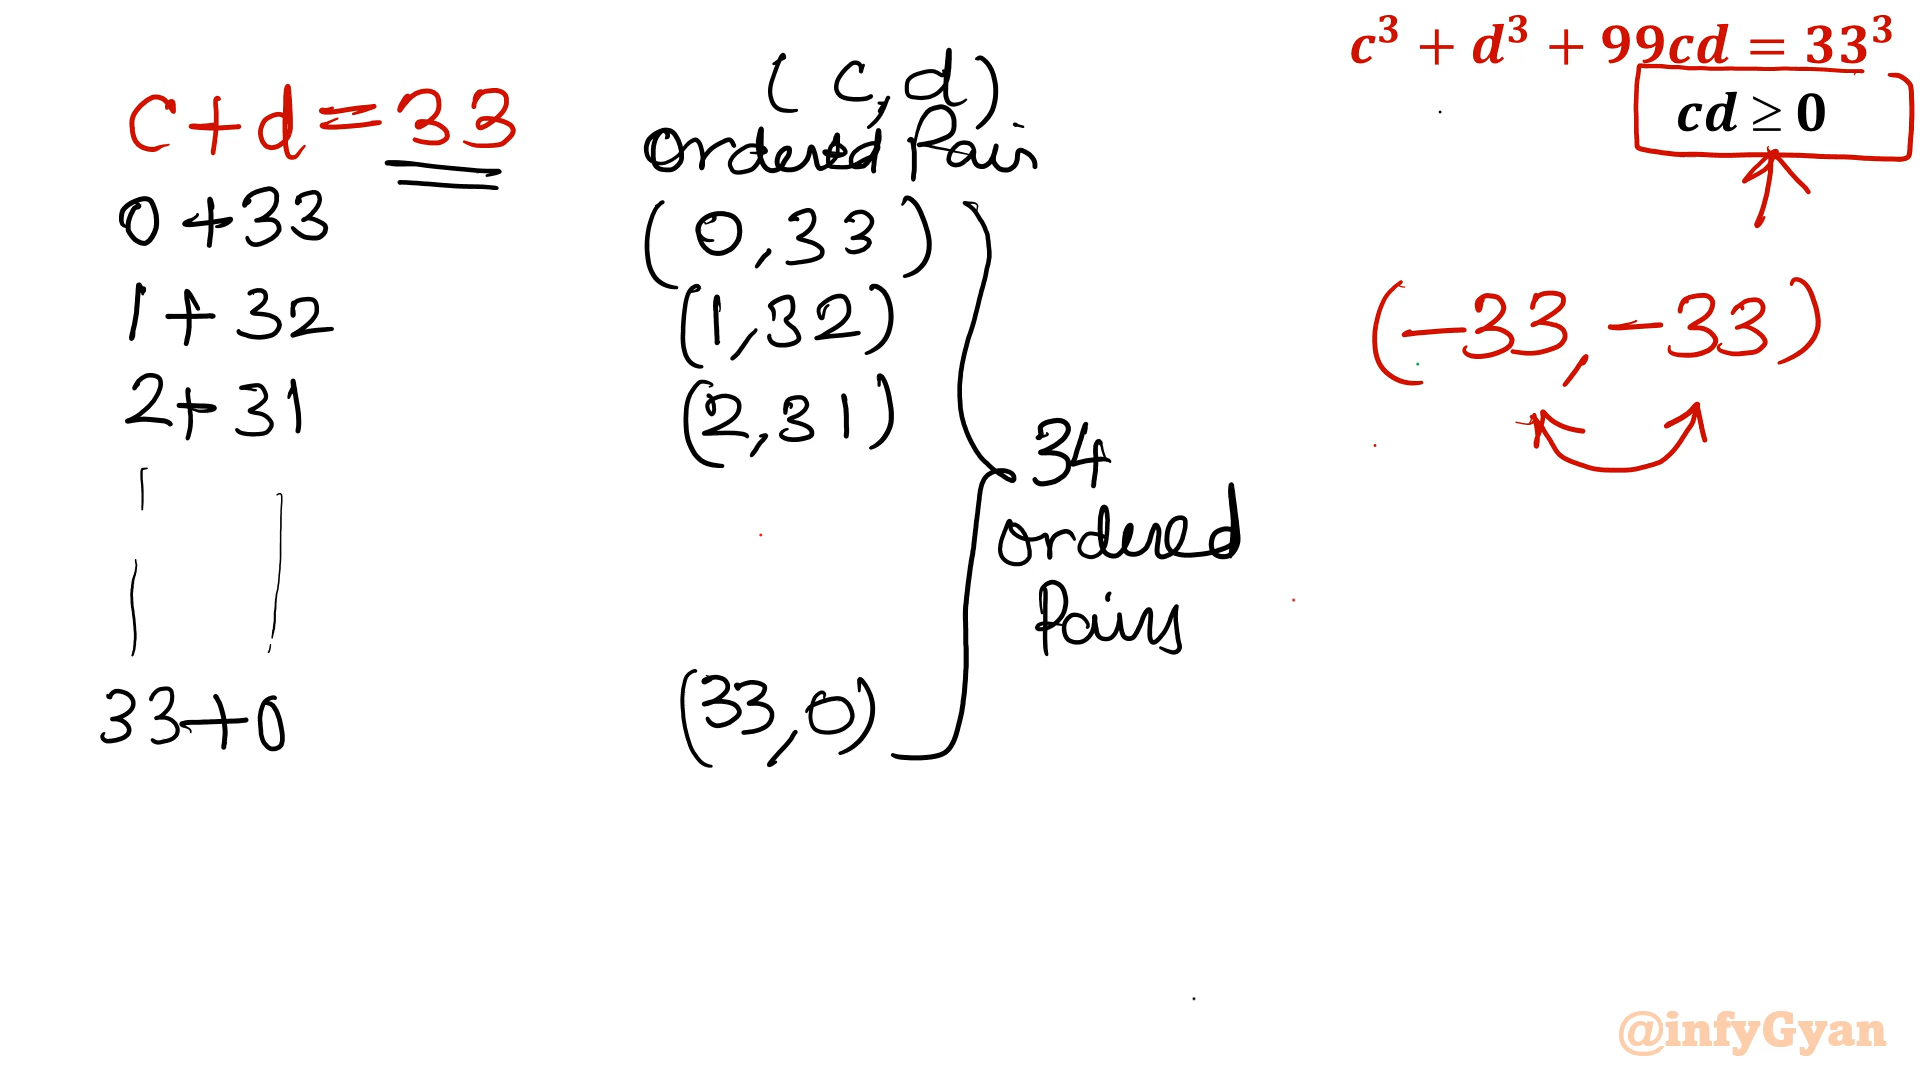 c³ + d³ + 99cd = 33³
cd ≥ 0
c+d=33
(c,d)
ordered Pair
0+33
(0,33)
1+32
(1,32)
(-33,-33)
2+31
(2,31)
34
ordered
Pairs
33+0
(33,0)
@infyGyan